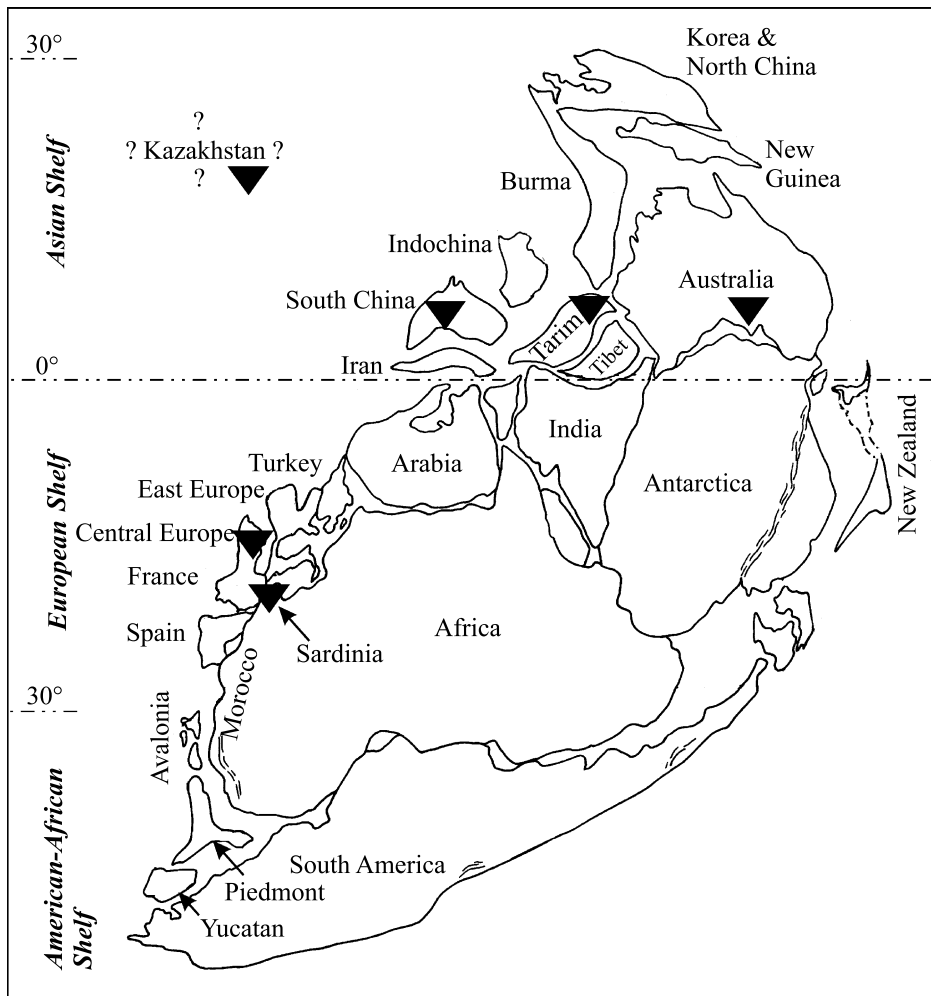 30°
Korea &
North China
?
? Kazakhstan ?
?
New
Guinea
Burma
Asian Shelf
Indochina
Australia
South China
Tarim
Tibet
Iran
0°
India
Arabia
Turkey
New Zealand
East Europe
Antarctica
Central Europe
European Shelf
France
Spain
Africa
Sardinia
Morocco
30°
Avalonia
American-African
Shelf
South America
Piedmont
Yucatan